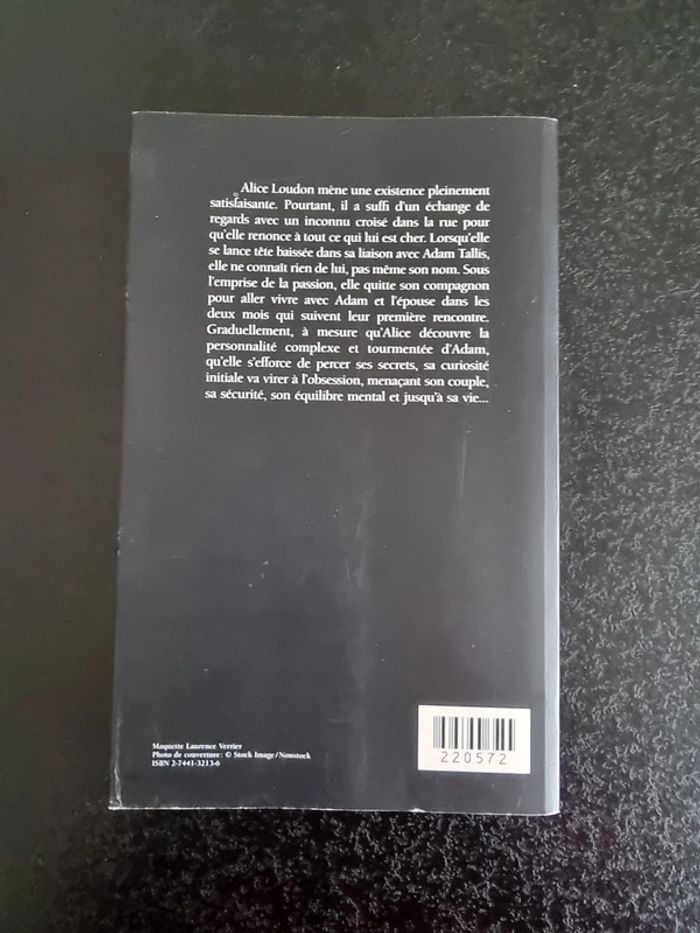 Alice Loudon mène une existence pleinement
satisfaisante. Pourtant, il a suffi d'un échange de
regards avec un inconnu croisé dans la rue pour
qu'elle renonce à tout ce qui lui est cher. Lorsqu'elle
se lance tête baissée dans sa liaison avec Adam Tallis,
elle ne connaît rien de lui, pas même son nom. Sous
l'emprise de la passion, elle quitte son compagnon
pour aller vivre avec Adam et l'épouse dans les
deux mois qui suivent leur première rencontre.
Graduellement, à mesure qu'Alice découvre la
personnalité complexe et tourmentée d'Adam,
qu'elle s'efforce de percer ses secrets, sa curiosité
initiale va virer à l'obsession, menaçant son couple,
sa sécurité, son équilibre mental et jusqu'à sa vie...
Maquette Laurence Verrier
Photo de couverture : © Stock Image/Nonstock
ISBN 2-7441-3213-6
220572